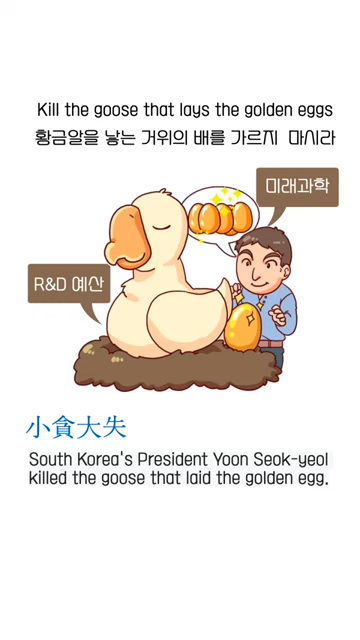 Kill the goose that lays the golden eggs
황금알을 낳는 거위의 배를 가르지 마시라
미래과학
R&D 예산
小貪大失
South Korea's President Yoon Seok-yeol
killed the goose that laid the golden egg.